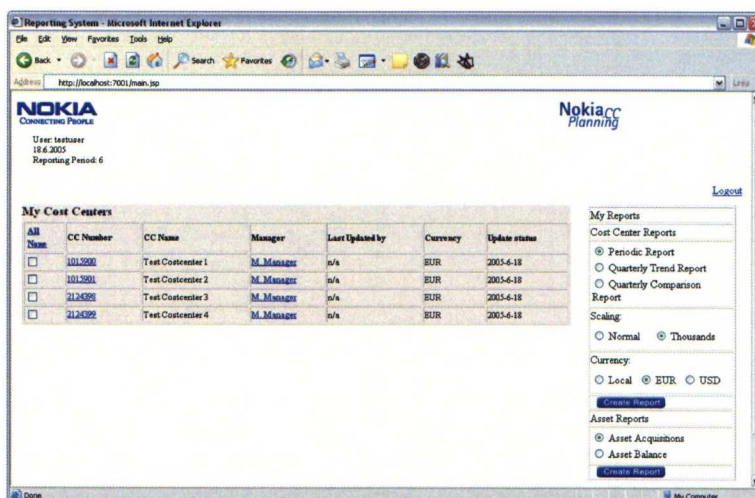 Reporting System - Microsoft Internet Explorer
File Edit View Favorites Tools Help
Back Search Favorites
Address http://localhost:7001/main.jsp Links
NOKIA
CONNECTING PEOPLE
Nokia CC
Planning
User: testuser
18.6.2005
Reporting Period: 6
Logout
My Cost Centers
All
None
CC Number CC Name Manager Last Updated by Currency Update status
1015900 Test Costcenter 1 M. Manager n/a EUR 2005-6-18
1015901 Test Costcenter 2 M. Manager n/a EUR 2005-6-18
2124398 Test Costcenter 3 M. Manager n/a EUR 2005-6-18
2124399 Test Costcenter 4 M. Manager n/a EUR 2005-6-18
My Reports
Cost Center Reports
Periodic Report
Quarterly Trend Report
Quarterly Comparison
Report
Scaling:
Normal Thousands
Currency:
Local EUR USD
Create Report
Asset Reports
Asset Acquisitions
Asset Balance
Create Report
Done My Computer